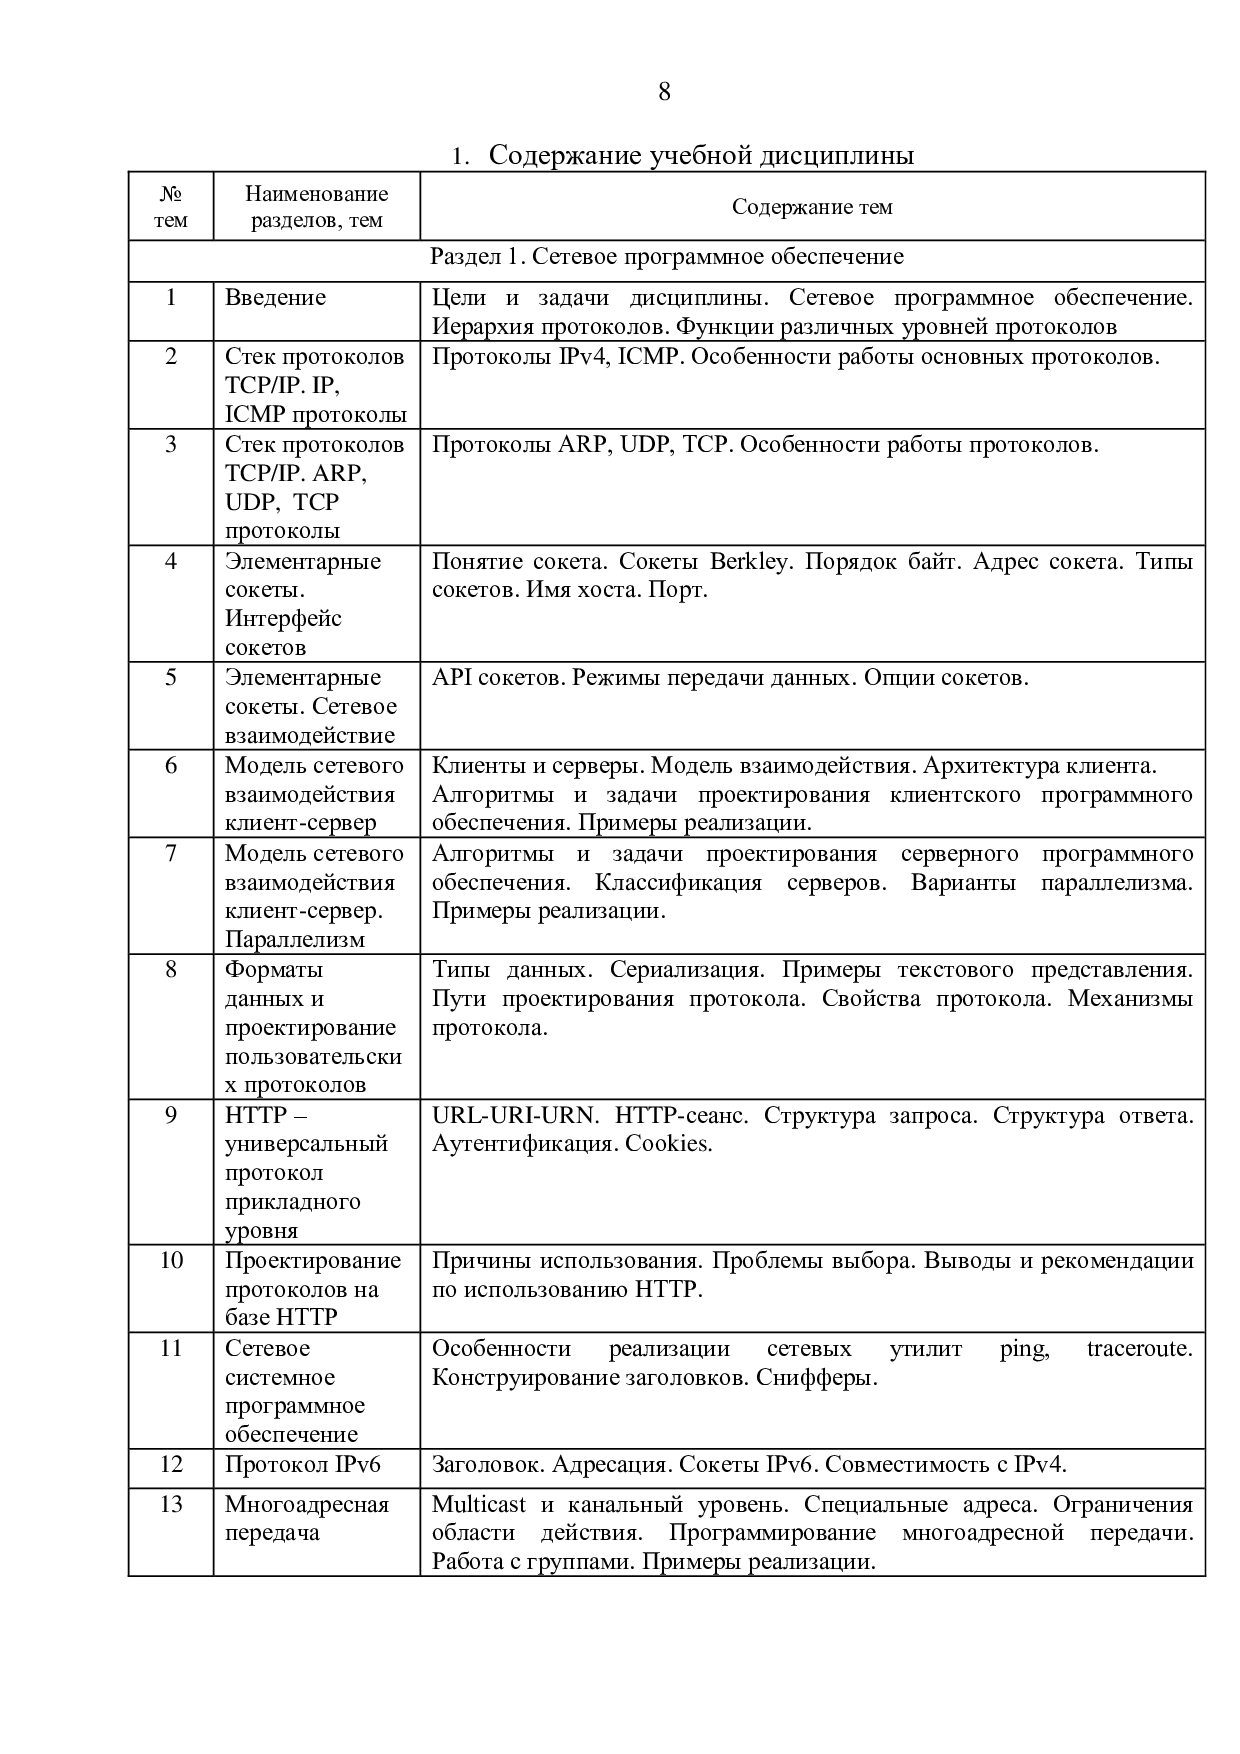 8
1. Содержание учебной дисциплины
№
тем
Наименование
разделов, тем
Содержание тем
Раздел 1. Сетевое программное обеспечение
1
Введение
Цели и задачи дисциплины. Сетевое программное обеспечение.
Иерархия протоколов. Функции различных уровней протоколов
2
Стек протоколов
TCP/IP. IP,
ICMP протоколы
Протоколы IPv4, ICMP. Особенности работы основных протоколов.
3
Стек протоколов
TCP/IP. ARP,
UDP, TCP
протоколы
Протоколы ARP, UDP, TCP. Особенности работы протоколов.
4
Элементарные
сокеты.
Интерфейс
сокетов
Понятие сокета. Сокеты Berkley. Порядок байт. Адрес сокета. Типы
сокетов. Имя хоста. Порт.
5
Элементарные
сокеты. Сетевое
взаимодействие
API сокетов. Режимы передачи данных. Опции сокетов.
6
Модель сетевого
взаимодействия
клиент-сервер
Клиенты и серверы. Модель взаимодействия. Архитектура клиента.
Алгоритмы и задачи проектирования клиентского программного
обеспечения. Примеры реализации.
7
Модель сетевого
взаимодействия
клиент-сервер.
Параллелизм
Алгоритмы и задачи проектирования серверного программного
обеспечения. Классификация серверов. Варианты параллелизма.
Примеры реализации.
8
Форматы
данных и
проектирование
пользовательски
х протоколов
Типы данных. Сериализация. Примеры текстового представления.
Пути проектирования протокола. Свойства протокола. Механизмы
протокола.
9
HTTP –
универсальный
протокол
прикладного
уровня
URL-URI-URN. HTTP-сеанс. Структура запроса. Структура ответа.
Аутентификация. Cookies.
10
Проектирование
протоколов на
базе HTTP
Причины использования. Проблемы выбора. Выводы и рекомендации
по использованию HTTP.
11
Сетевое
системное
программное
обеспечение
Особенности реализации сетевых утилит ping, traceroute.
Конструирование заголовков. Снифферы.
12
Протокол IPv6
Заголовок. Адресация. Сокеты IPv6. Совместимость с IPv4.
13
Многоадресная
передача
Multicast и канальный уровень. Специальные адреса. Ограничения
области действия. Программирование многоадресной передачи.
Работа с группами. Примеры реализации.